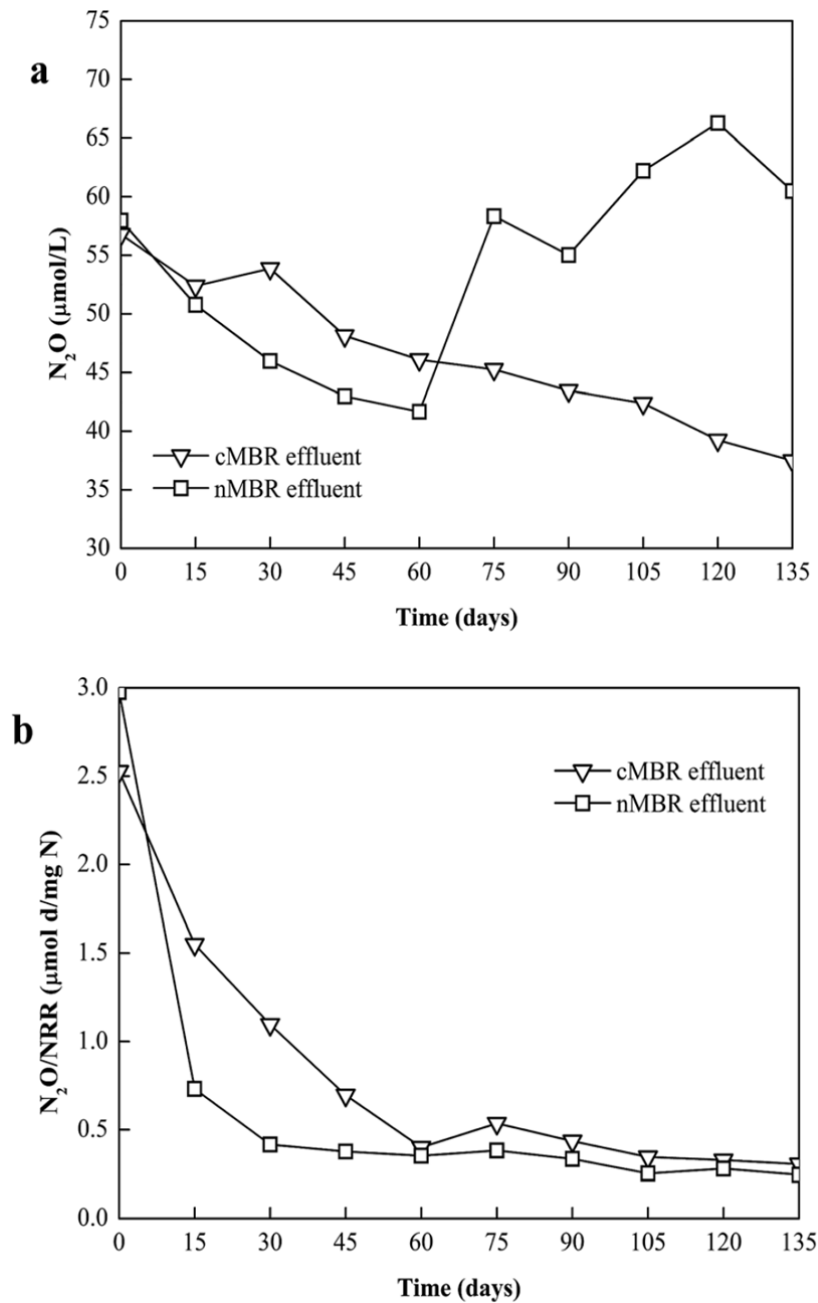 a
75
70
65
60
55
50
45
40
35
30
N₂O (μmol/L)
cMBR effluent
nMBR effluent
0 15 30 45 60 75 90 105 120 135
Time (days)
b
3.0
2.5
2.0
1.5
1.0
0.5
0.0
N₂O/NRR (μmol d/mg N)
cMBR effluent
nMBR effluent
0 15 30 45 60 75 90 105 120 135
Time (days)